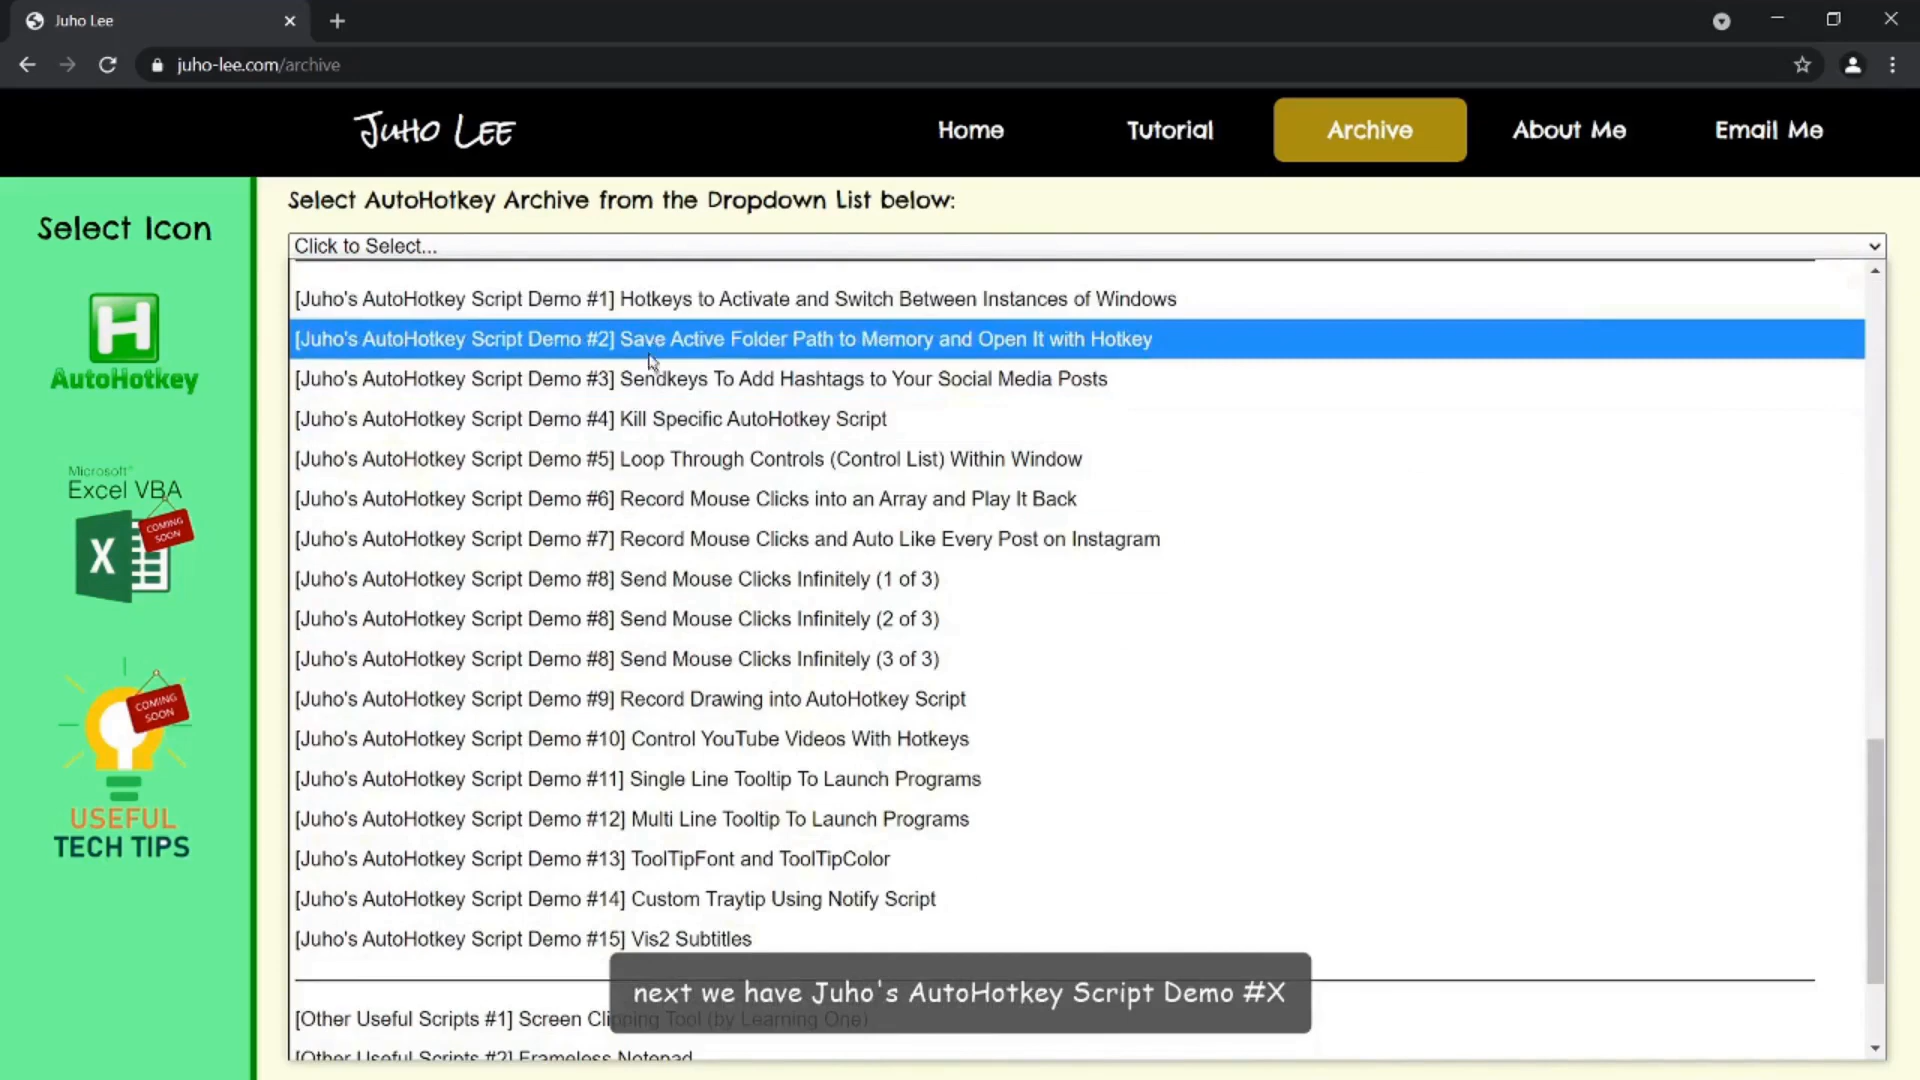 Juho Lee
juho-lee.com/archive
Juho Lee
Home
Tutorial
Archive
About Me
Email Me
Select Icon
AutoHotkey
Microsoft®
Excel VBA
COMING
SOON
X
COMING
SOON
USEFUL
TECH TIPS
Select AutoHotkey Archive from the Dropdown List below:
Click to Select...
[Juho's AutoHotkey Script Demo #1] Hotkeys to Activate and Switch Between Instances of Windows
[Juho's AutoHotkey Script Demo #2] Save Active Folder Path to Memory and Open It with Hotkey
[Juho's AutoHotkey Script Demo #3] Sendkeys To Add Hashtags to Your Social Media Posts
[Juho's AutoHotkey Script Demo #4] Kill Specific AutoHotkey Script
[Juho's AutoHotkey Script Demo #5] Loop Through Controls (Control List) Within Window
[Juho's AutoHotkey Script Demo #6] Record Mouse Clicks into an Array and Play It Back
[Juho's AutoHotkey Script Demo #7] Record Mouse Clicks and Auto Like Every Post on Instagram
[Juho's AutoHotkey Script Demo #8] Send Mouse Clicks Infinitely (1 of 3)
[Juho's AutoHotkey Script Demo #8] Send Mouse Clicks Infinitely (2 of 3)
[Juho's AutoHotkey Script Demo #8] Send Mouse Clicks Infinitely (3 of 3)
[Juho's AutoHotkey Script Demo #9] Record Drawing into AutoHotkey Script
[Juho's AutoHotkey Script Demo #10] Control YouTube Videos With Hotkeys
[Juho's AutoHotkey Script Demo #11] Single Line Tooltip To Launch Programs
[Juho's AutoHotkey Script Demo #12] Multi Line Tooltip To Launch Programs
[Juho's AutoHotkey Script Demo #13] ToolTipFont and ToolTipColor
[Juho's AutoHotkey Script Demo #14] Custom Traytip Using Notify Script
[Juho's AutoHotkey Script Demo #15] Vis2 Subtitles
next we have Juho's AutoHotkey Script Demo #X
[Other Useful Scripts #1] Screen Clipping Tool (by Learning One)
[Other Useful Scripts #2] Frameless Notepad